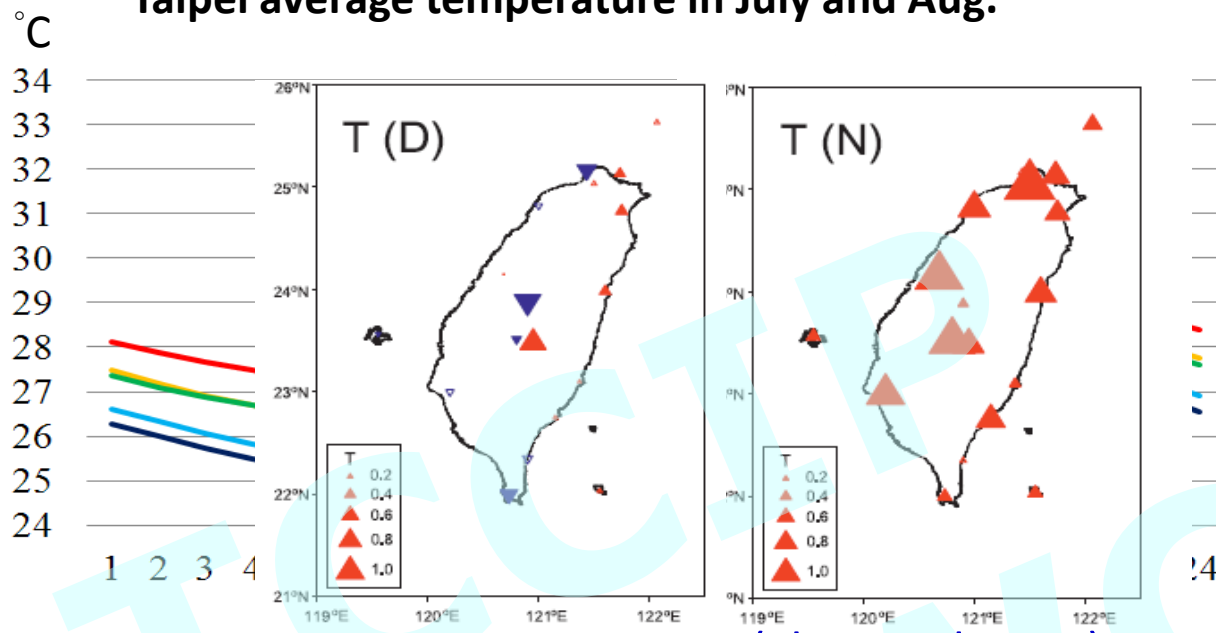 Taipei average temperature in July and Aug.
°C
34
33
32
31
30
29
28
27
26
25
24
1 2 3 4
24
T (D)
26°N
25°N
24°N
23°N
22°N
21°N
119°E 120°E 121°E 122°E
T
0.2
0.4
0.6
0.8
1.0
T (N)
°N
°N
°N
°N
°N
°N
119°E 120°E 121°E 122°E
T
0.2
0.4
0.6
0.8
1.0
TCCIP